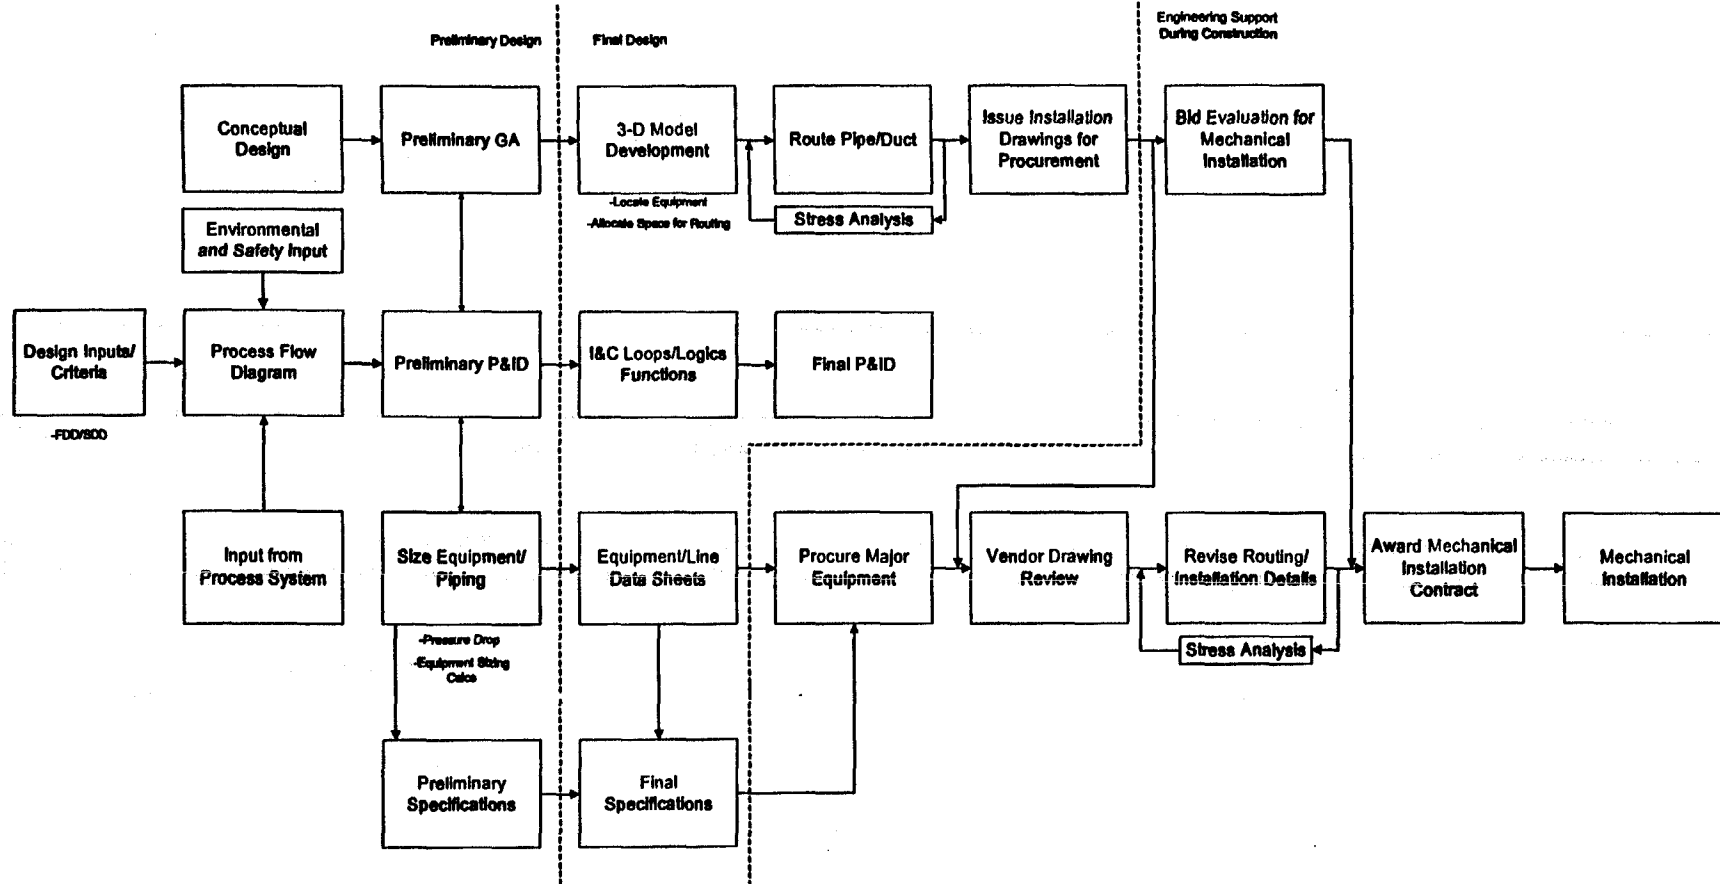 Preliminary Design
Final Design
Engineering Support
During Construction
Conceptual
Design
Preliminary GA
3-D Model
Development
Route Pipe/Duct
Issue Installation
Drawings for
Procurement
Bid Evaluation for
Mechanical
Installation
-Locate Equipment
-Allocate Space for Routing
Stress Analysis
Environmental
and Safety Input
Design Inputs/
Criteria
-FDD/SDD
Process Flow
Diagram
Preliminary P&ID
I&C Loops/Logics
Functions
Final P&ID
Input from
Process System
Size Equipment/
Piping
-Pressure Drop
-Equipment Sizing
Calcs
Equipment/Line
Data Sheets
Procure Major
Equipment
Vendor Drawing
Review
Revise Routing/
Installation Details
Stress Analysis
Award Mechanical
Installation
Contract
Mechanical
Installation
Preliminary
Specifications
Final
Specifications